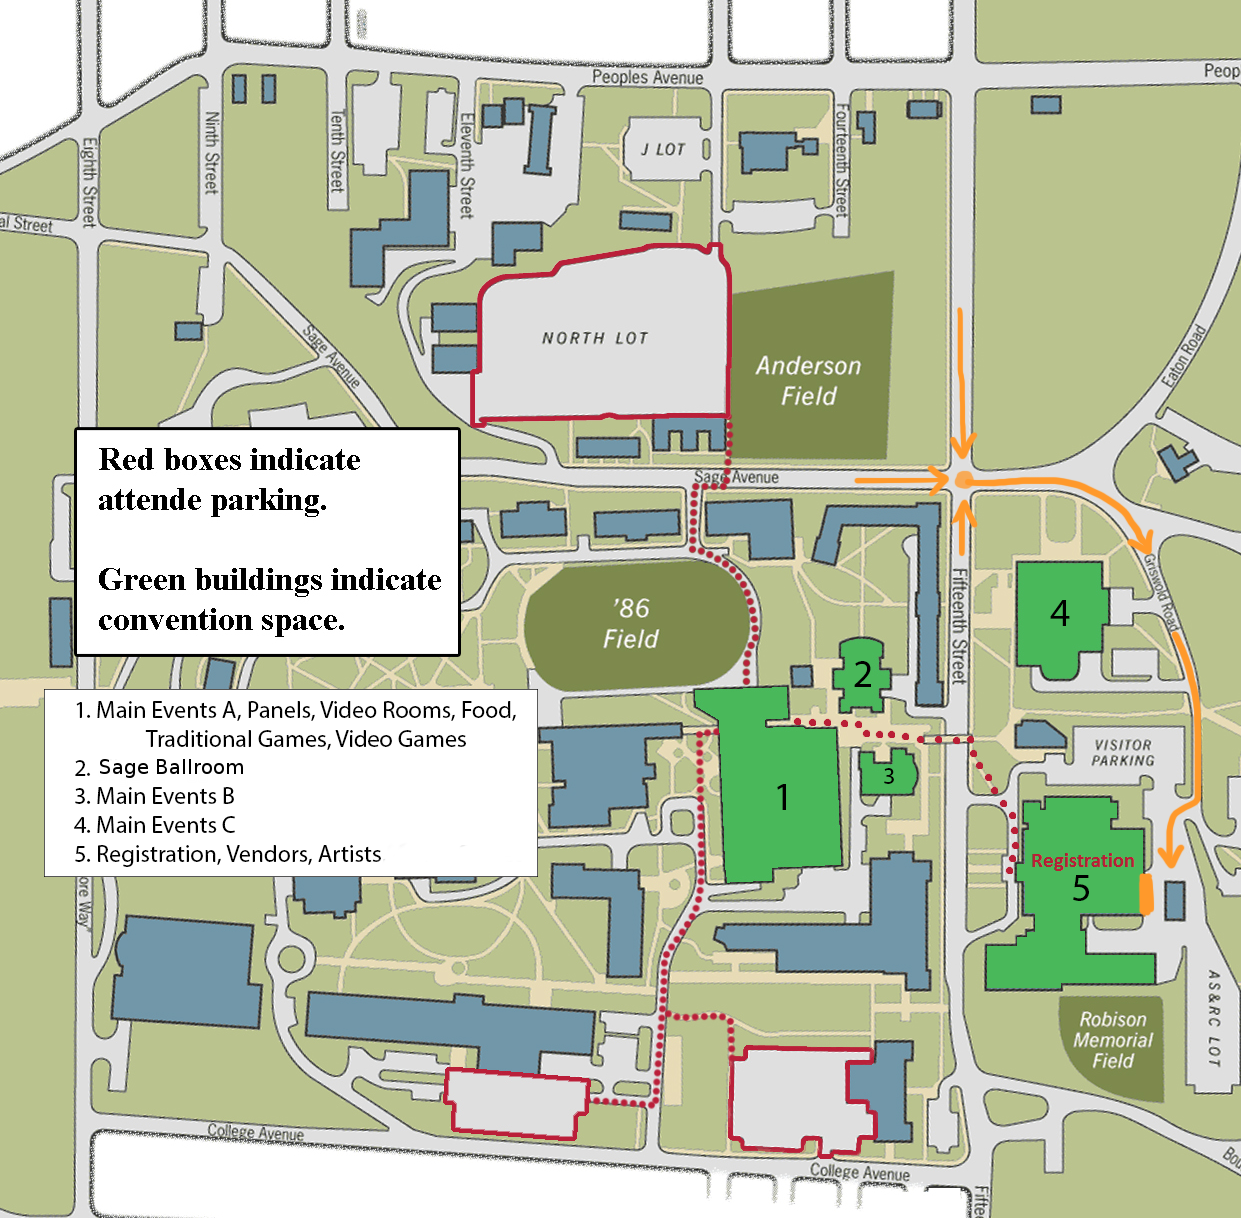 Peoples Avenue
Peop
Eighth Street
Ninth Street
Tenth Street
Eleventh Street
J LOT
Fourteenth Street
al Street
Sage Avenue
NORTH LOT
Anderson
Field
Eaton Road
Red boxes indicate
attende parking.
Green buildings indicate
convention space.
Sage Avenue
Fifteenth Street
Griswold Road
'86
Field
4
2
1. Main Events A, Panels, Video Rooms, Food,
Traditional Games, Video Games
2. Sage Ballroom
3. Main Events B
4. Main Events C
5. Registration, Vendors, Artists
1
3
VISITOR
PARKING
Registration
5
ore Way"
AS&RC LOT
Robison
Memorial
Field
College Avenue
College Avenue
Bou
Fiftee